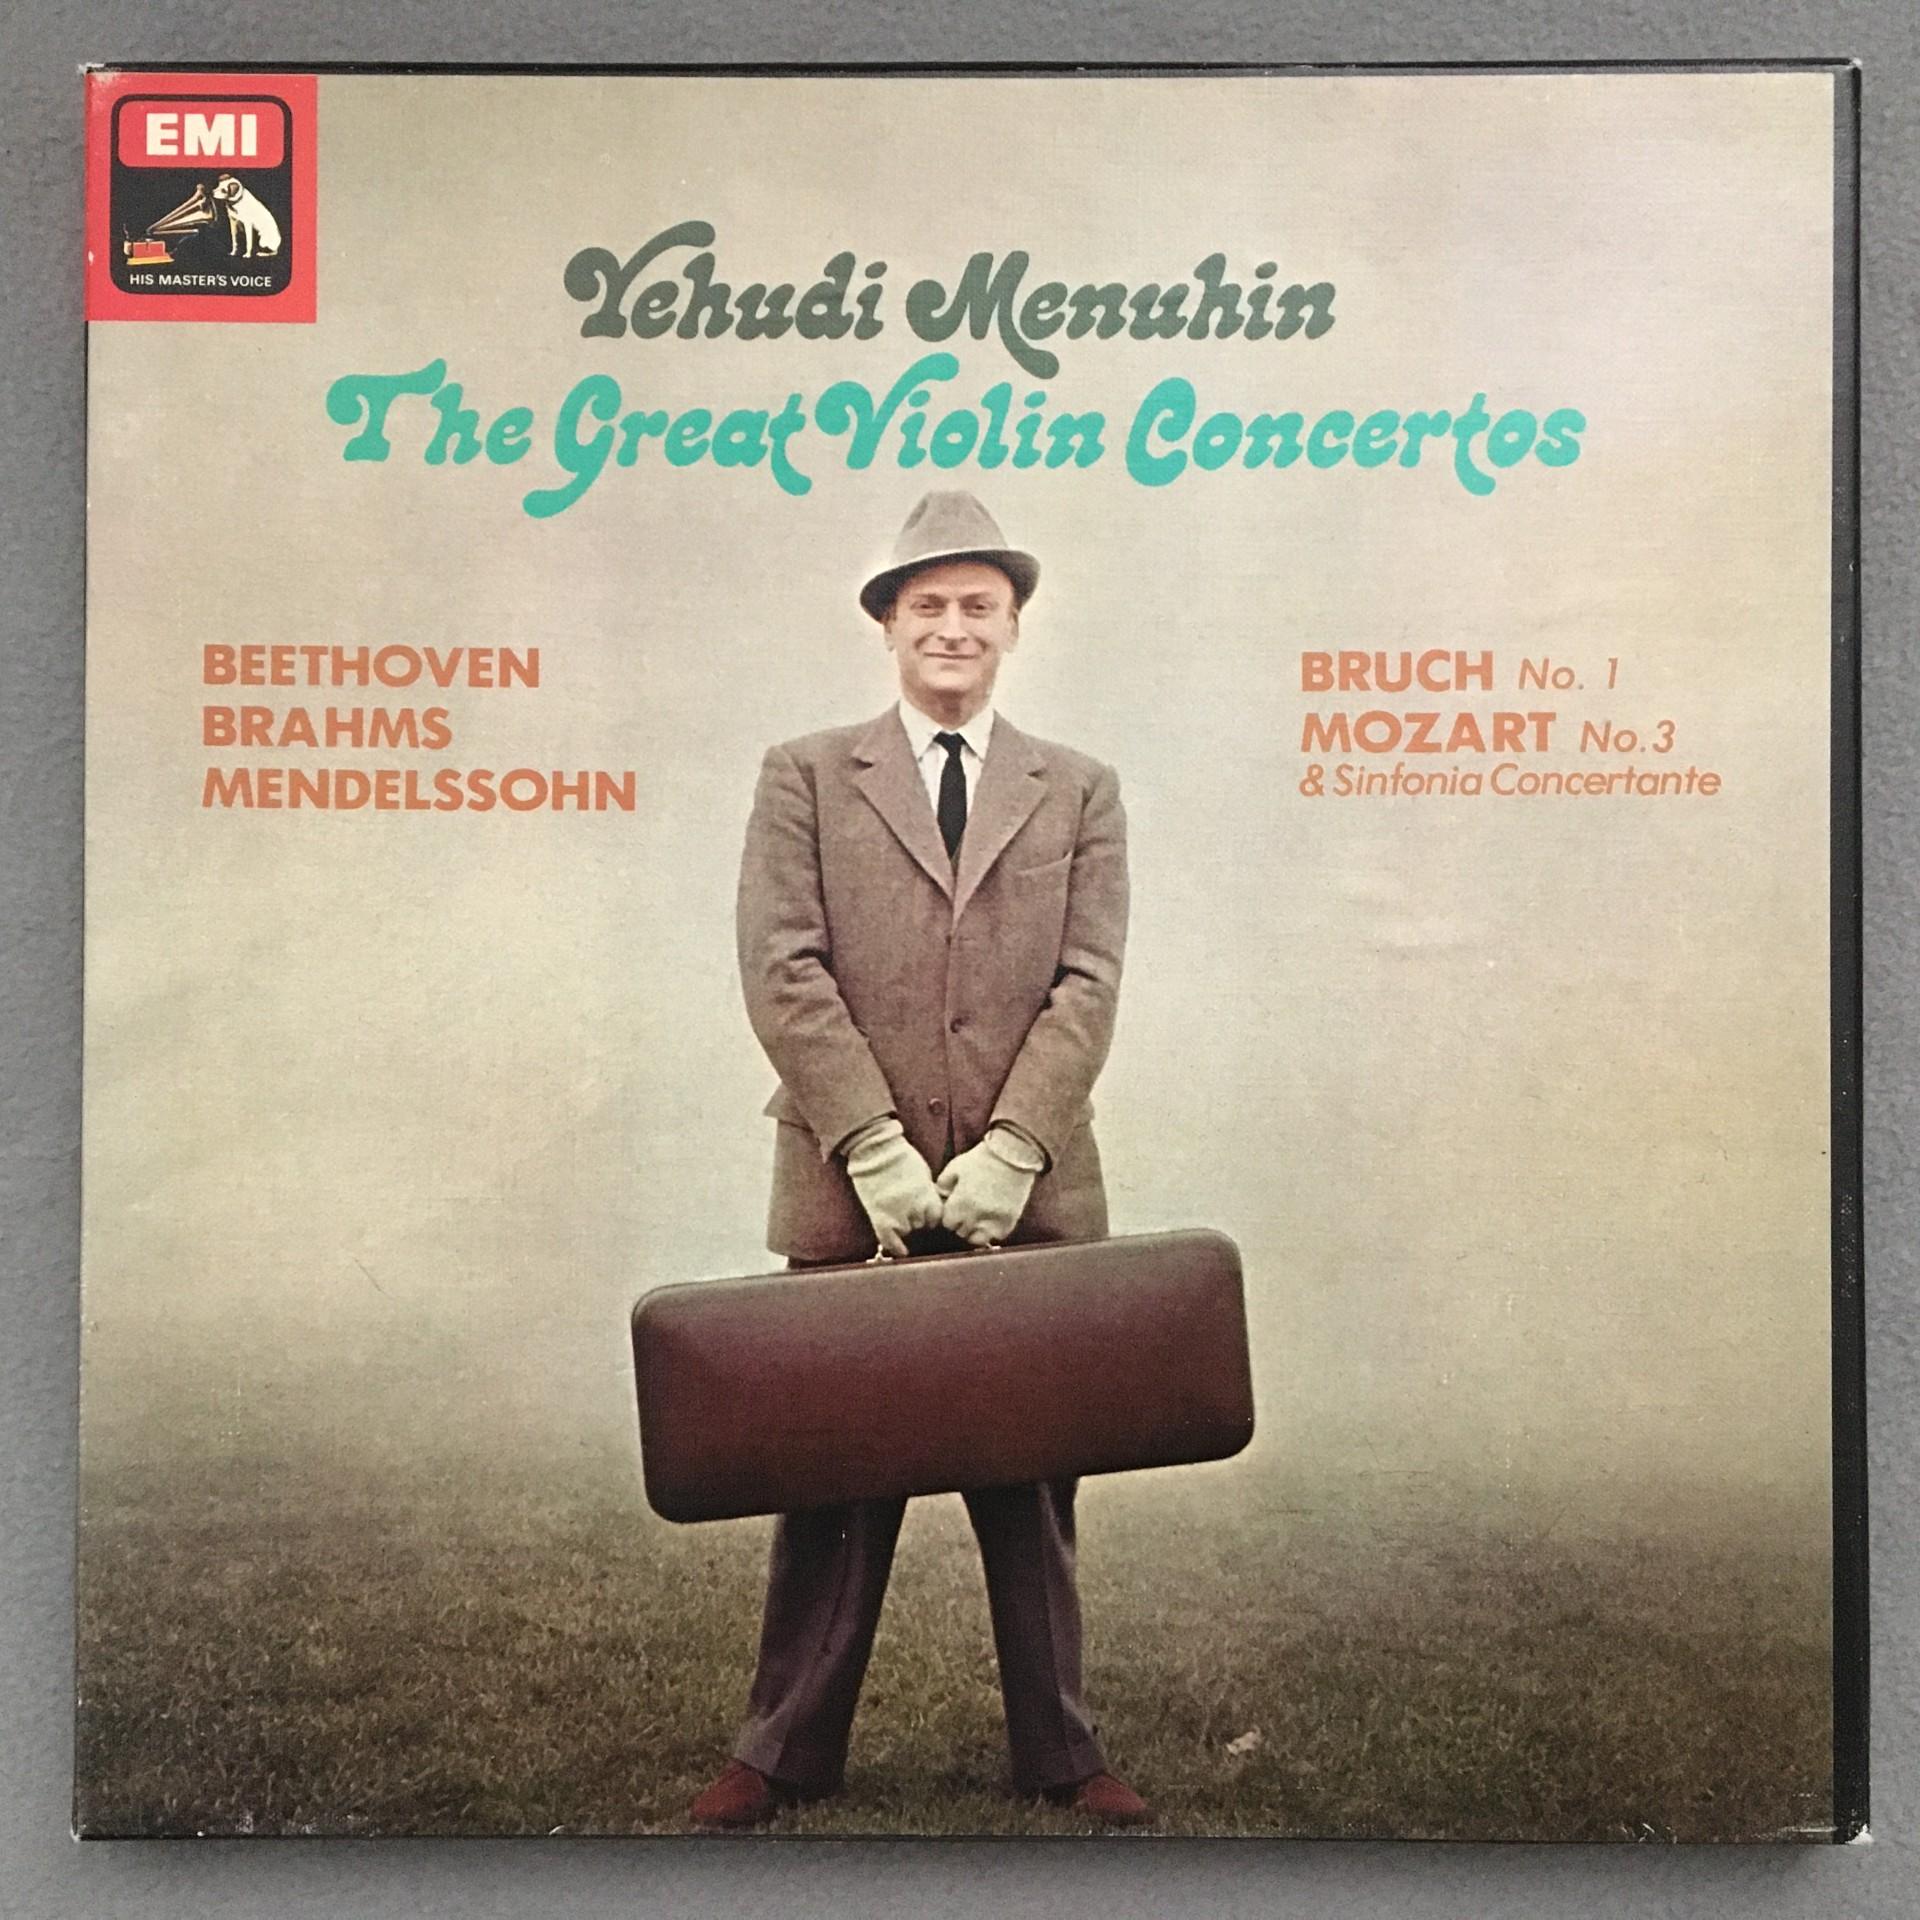 EMI
HIS MASTER'S VOICE
Yehudi Menuhin
The Great Violin Concertos
BEETHOVEN
BRAHMS
MENDELSSOHN
BRUCH No. 1
MOZART No.3
& Sinfonia Concertante